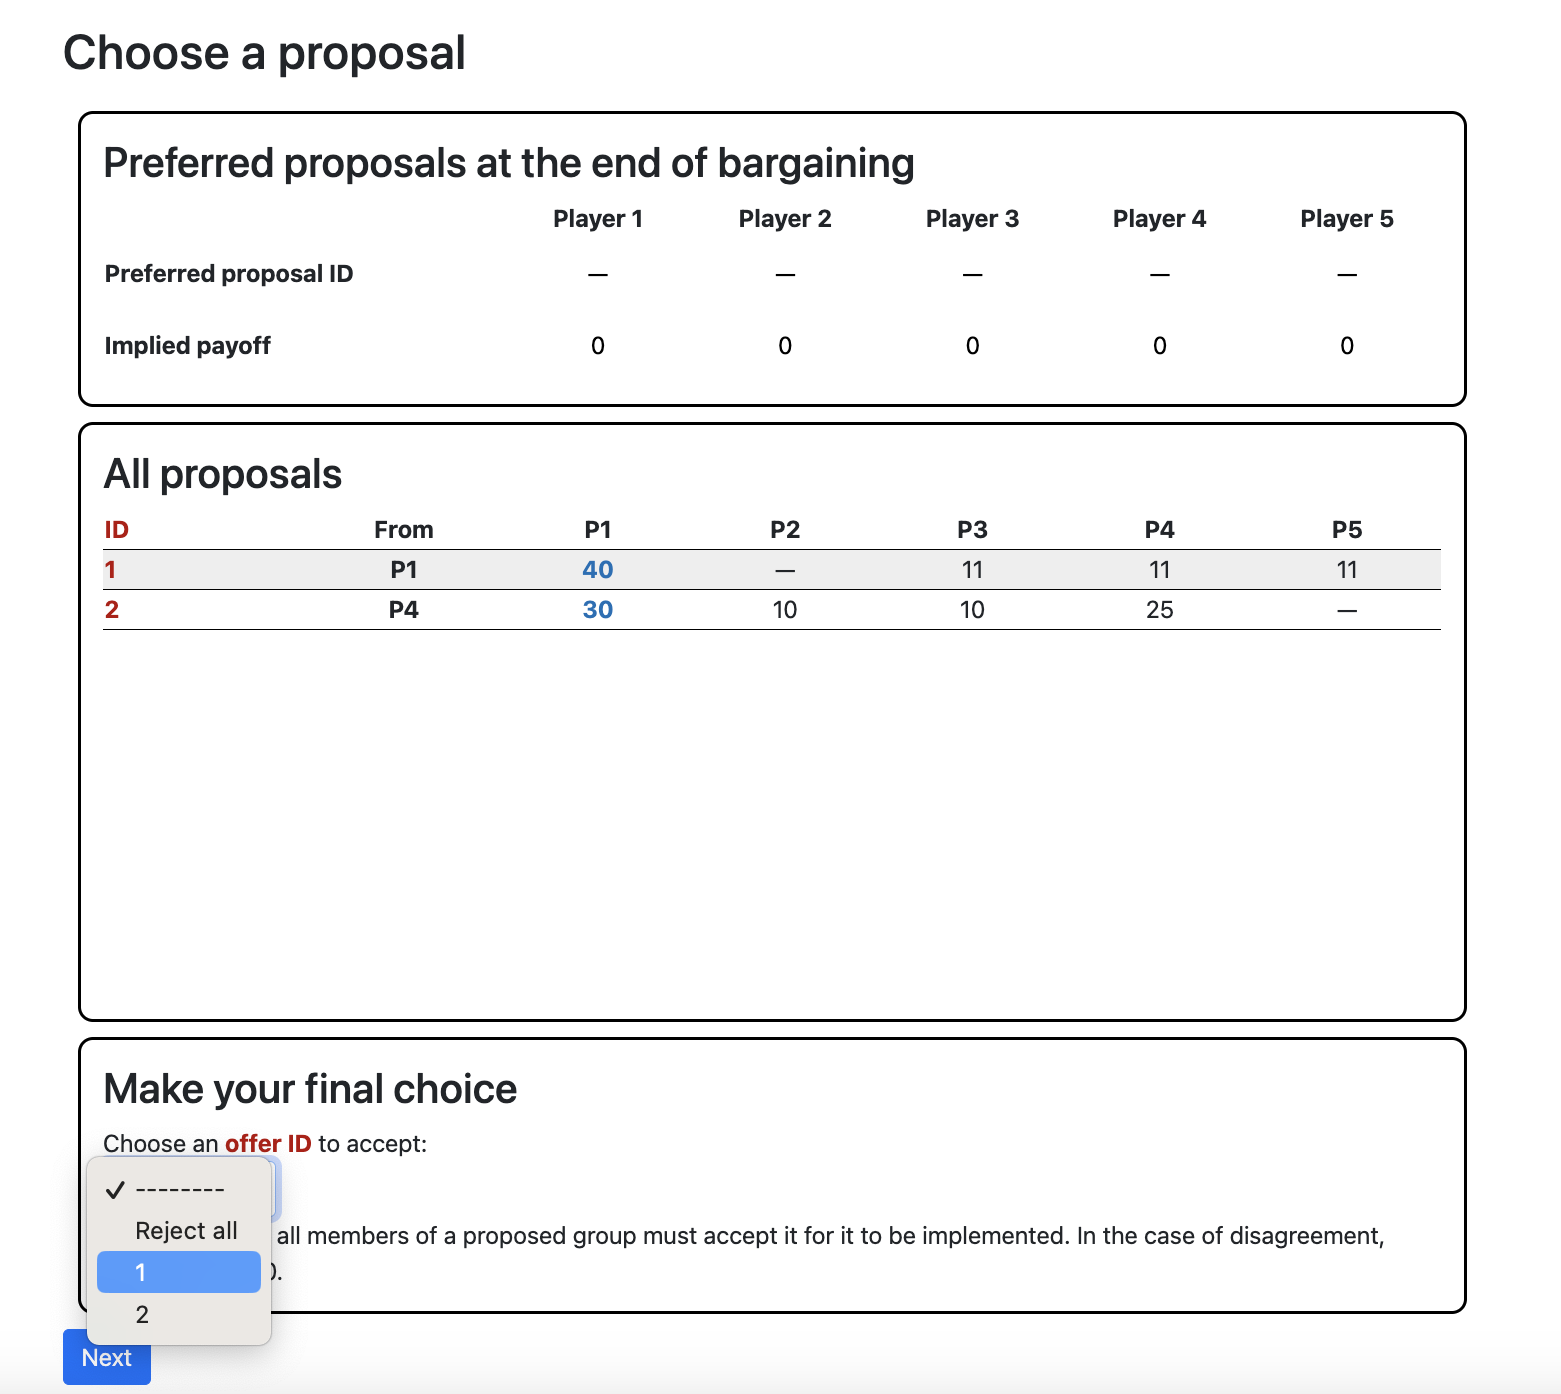 Choose a proposal
Preferred proposals at the end of bargaining
Player 1 Player 2 Player 3 Player 4 Player 5
Preferred proposal ID — — — — —
Implied payoff 0 0 0 0 0
All proposals
ID From P1 P2 P3 P4 P5
1 P1 40 — 11 11 11
2 P4 30 10 10 25 —
Make your final choice
Choose an offer ID to accept:
✓ --------
Reject all
all members of a proposed group must accept it for it to be implemented. In the case of disagreement,
1
2
Next